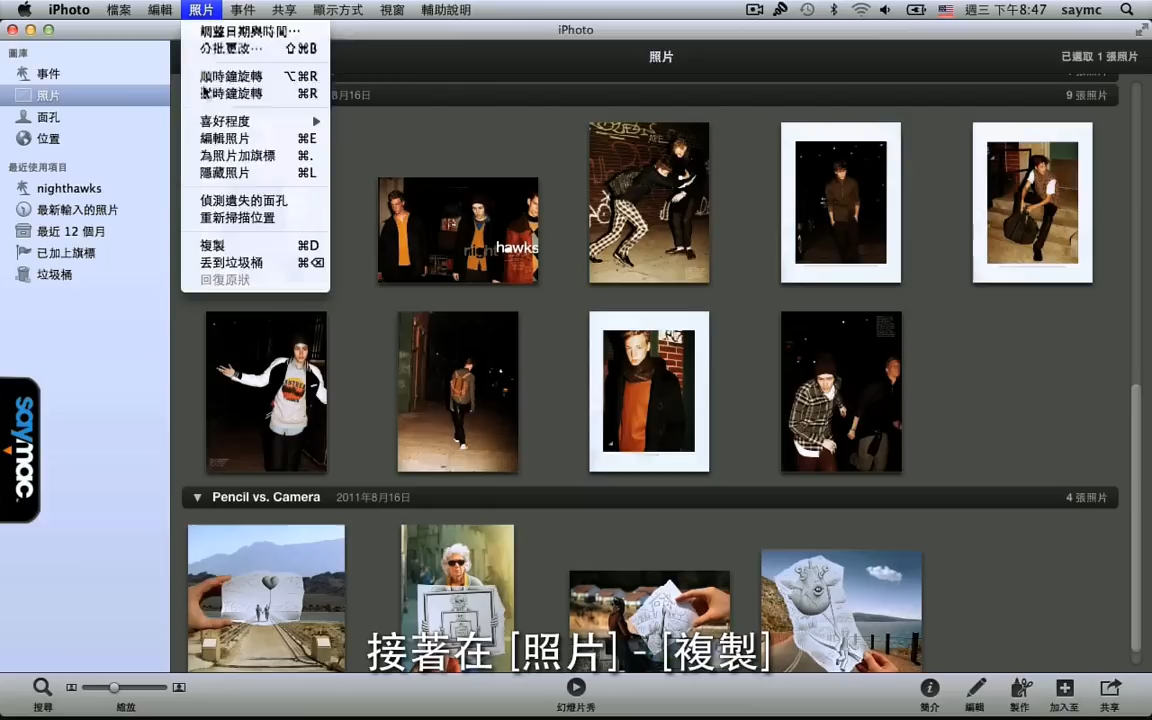 iPhoto 檔案 編輯 照片 事件 共享 顯示方式 視窗 輔助說明 週三 下午8:47 saymc
iPhoto
圖庫
事件
照片
面孔
位置
最近使用項目
nighthawks
最新輸入的照片
最近 12 個月
已加上旗標
垃圾桶
調整日期與時間…
分批更改… ⇧⌘B
順時鐘旋轉 ⌥⌘R
逆時鐘旋轉 ⌘R
喜好程度 ▶
編輯照片 ⌘E
為照片加旗標 ⌘.
隱藏照片 ⌘L
偵測遺失的面孔
重新掃描位置
複製 ⌘D
丟到垃圾桶 ⌘⌫
回復原狀
照片
已選取 1 張照片
8月16日 9 張照片
night hawks
▼ Pencil vs. Camera 2011年8月16日 4 張照片
saymac
接著在 [照片] - [複製]
搜尋 縮放 幻燈片秀 簡介 編輯 製作 加入至 共享